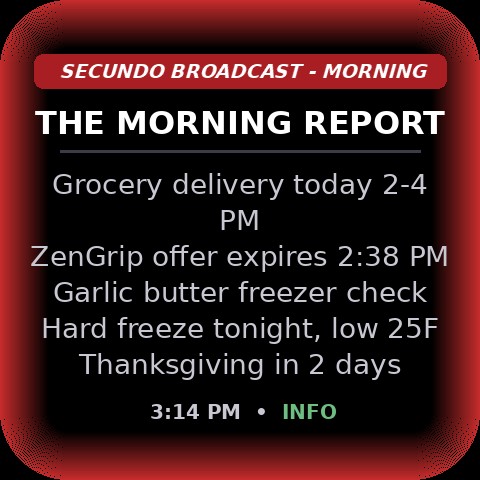 SECUNDO BROADCAST - MORNING
THE MORNING REPORT
Grocery delivery today 2-4
PM
ZenGrip offer expires 2:38 PM
Garlic butter freezer check
Hard freeze tonight, low 25F
Thanksgiving in 2 days
3:14 PM • INFO